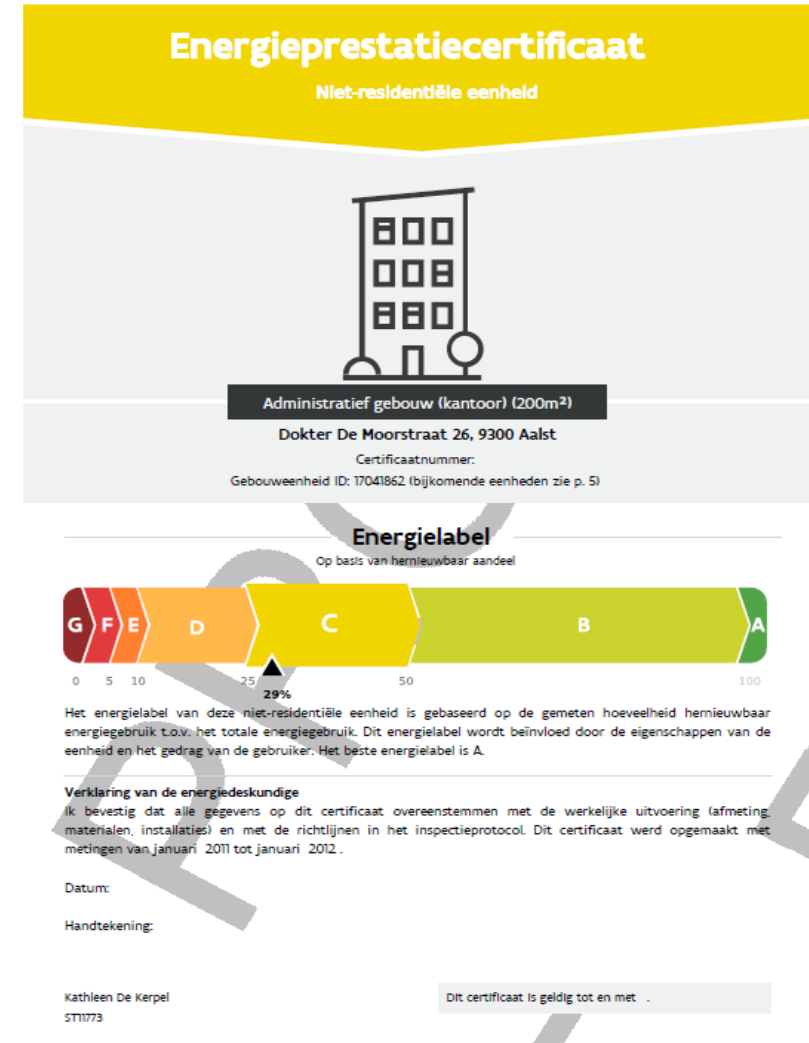 Energieprestatiecertificaat
Niet-residentiële eenheid
Administratief gebouw (kantoor) (200m²)
Dokter De Moorstraat 26, 9300 Aalst
Certificaatnummer:
Gebouweenheid ID: 17041862 (bijkomende eenheden zie p. 5)
Energielabel
Op basis van hernieuwbaar aandeel
G F E D C B A
0 5 10 25 50 100
29%
Het energielabel van deze niet-residentiële eenheid is gebaseerd op de gemeten hoeveelheid hernieuwbaar
energiegebruik t.o.v. het totale energiegebruik. Dit energielabel wordt beïnvloed door de eigenschappen van de
eenheid en het gedrag van de gebruiker. Het beste energielabel is A.
Verklaring van de energiedeskundige
Ik bevestig dat alle gegevens op dit certificaat overeenstemmen met de werkelijke uitvoering (afmeting,
materialen, installaties) en met de richtlijnen in het inspectieprotocol. Dit certificaat werd opgemaakt met
metingen van januari 2011 tot januari 2012 .
Datum:
Handtekening:
Kathleen De Kerpel
ST11773
Dit certificaat is geldig tot en met .